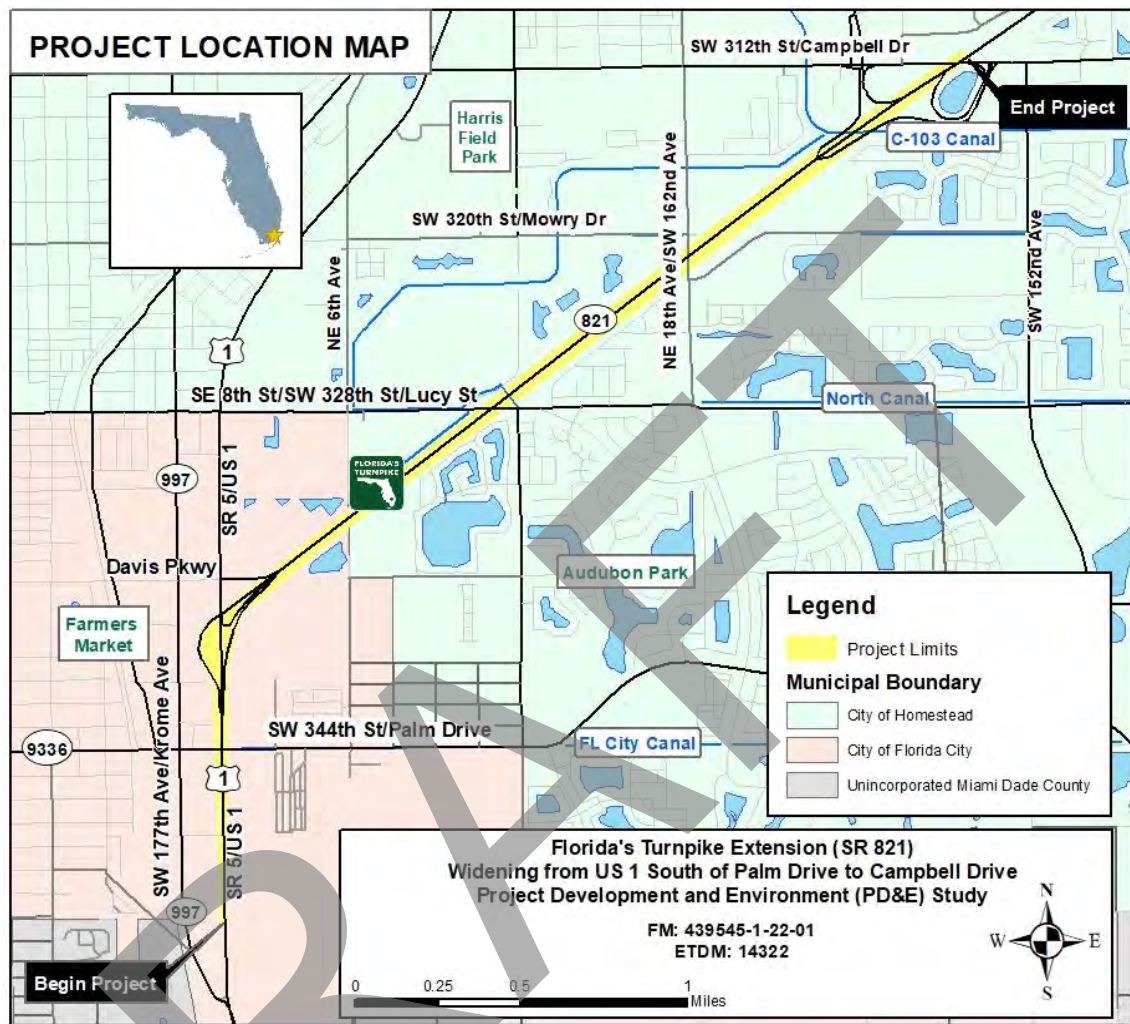 PROJECT LOCATION MAP
SW 312th St/Campbell Dr
End Project
Harris
Field
Park
C-103 Canal
SW 320th St/Mowry Dr
NE 6th Ave
NE 18th Ave/SW 162nd Ave
SW 152nd Ave
821
1
SE 8th St/SW 328th St/Lucy St
North Canal
FLORIDA'S
TURNPIKE
997
SR 5/US 1
Davis Pkwy
Audubon Park
Farmers
Market
SW 177th Ave/Krome Ave
SW 344th St/Palm Drive
9336
FL City Canal
1
SR 5/US 1
997
Begin Project
Legend
Project Limits
Municipal Boundary
City of Homestead
City of Florida City
Unincorporated Miami Dade County
Florida's Turnpike Extension (SR 821)
Widening from US 1 South of Palm Drive to Campbell Drive
Project Development and Environment (PD&E) Study
FM: 439545-1-22-01
ETDM: 14322
N
W E
S
0 0.25 0.5 1
Miles
DRAFT